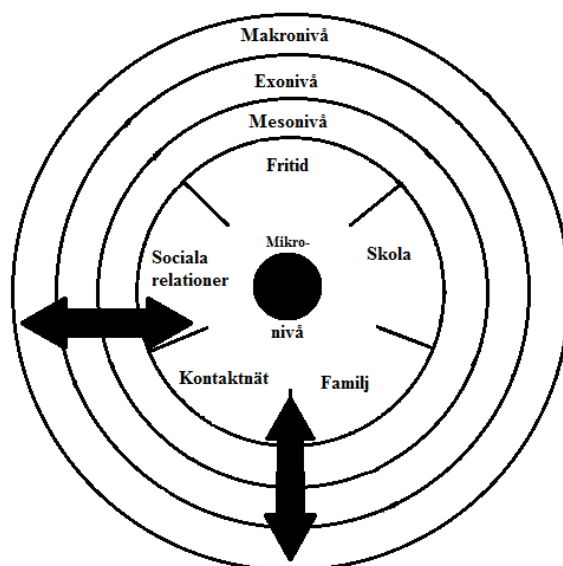 Makronivå
Exonivå
Mesonivå
Fritid
Mikro-
Sociala
relationer
Skola
nivå
Kontaktnät
Familj